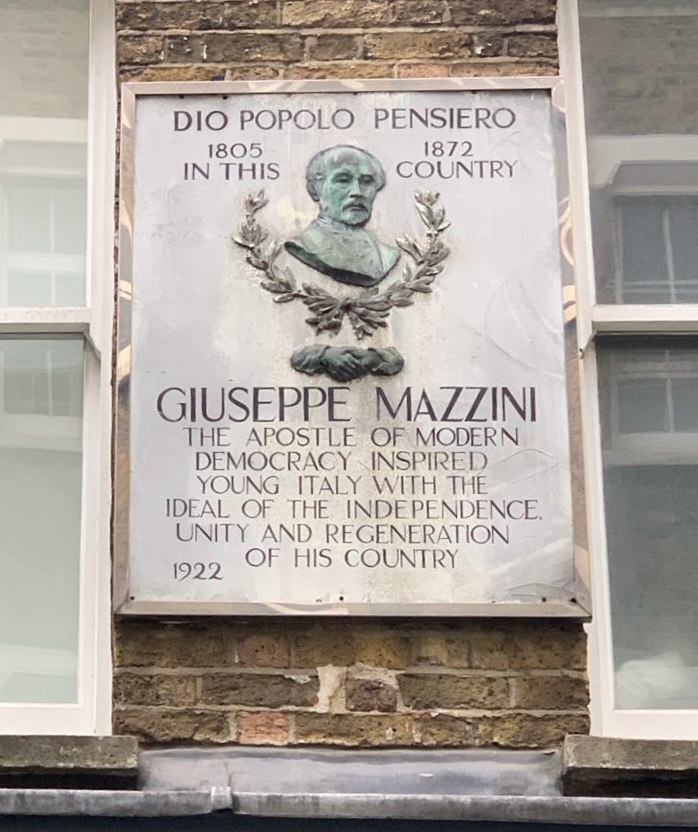 DIO POPOLO PENSIERO
1805 1872
IN THIS COUNTRY
GIUSEPPE MAZZINI
THE APOSTLE OF MODERN
DEMOCRACY INSPIRED
YOUNG ITALY WITH THE
IDEAL OF THE INDEPENDENCE,
UNITY AND REGENERATION
OF HIS COUNTRY
1922